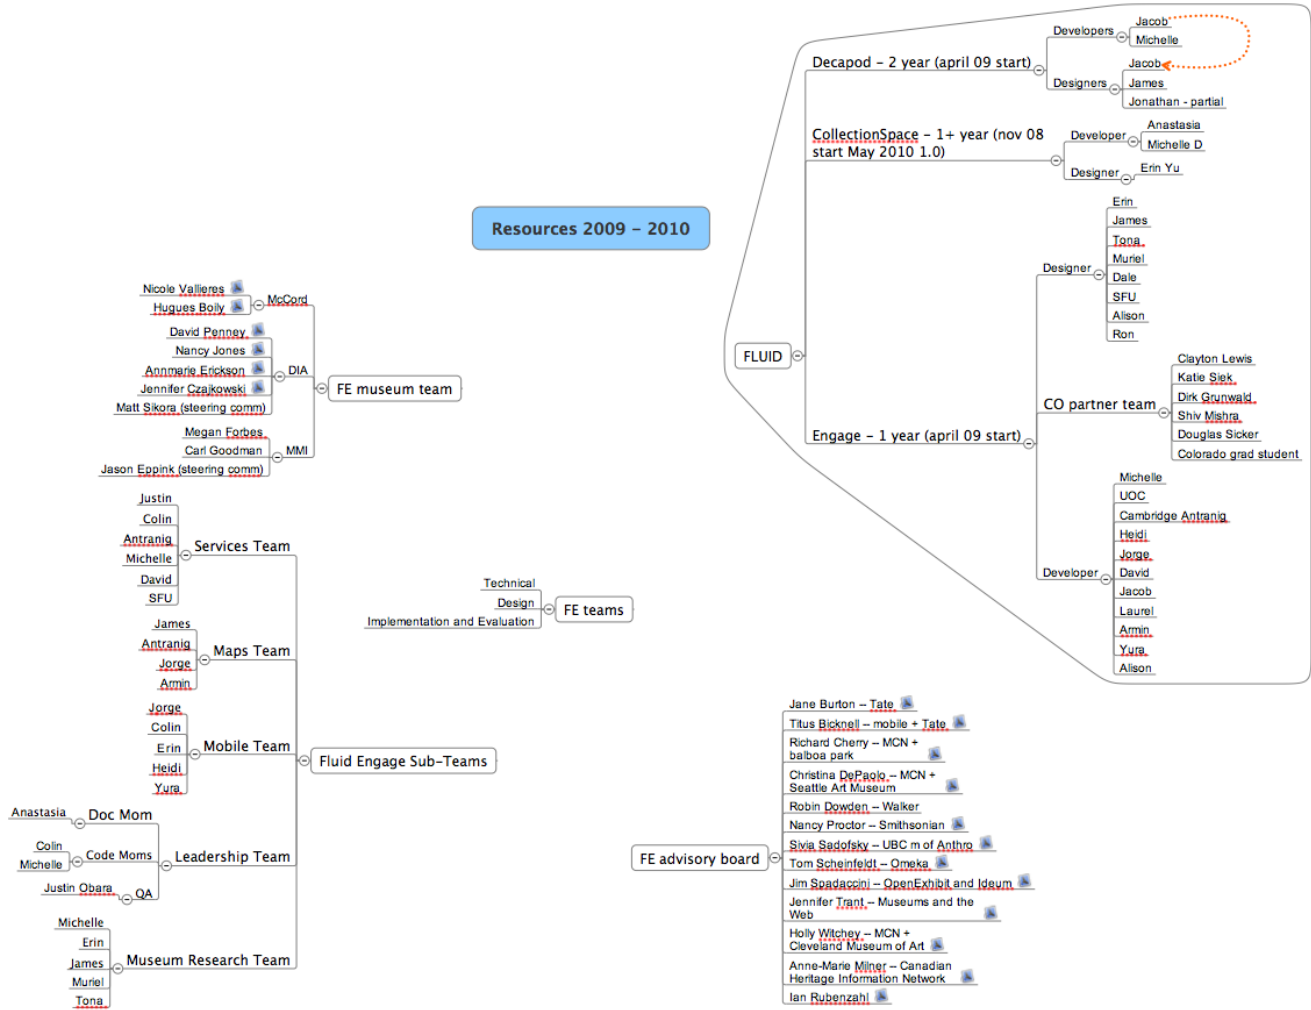 Resources 2009 – 2010
FLUID
Decapod – 2 year (april 09 start)
Developers
Jacob
Michelle
Designers
Jacob
James
Jonathan - partial
CollectionSpace – 1+ year (nov 08
start May 2010 1.0)
Developer
Anastasia
Michelle D
Designer
Erin Yu
Engage – 1 year (april 09 start)
Designer
Erin
James
Tona
Muriel
Dale
SFU
Alison
Ron
CO partner team
Clayton Lewis
Katie Siek
Dirk Grunwald
Shiv Mishra
Douglas Sicker
Colorado grad student
Developer
Michelle
UOC
Cambridge Antranig
Heidi
Jorge
David
Jacob
Laurel
Armin
Yura
Alison
FE museum team
McCord
Nicole Vallieres
Hugues Boily
DIA
David Penney
Nancy Jones
Annmarie Erickson
Jennifer Czajkowski
Matt Sikora (steering comm)
MMI
Megan Forbes
Carl Goodman
Jason Eppink (steering comm)
FE teams
Technical
Design
Implementation and Evaluation
Fluid Engage Sub-Teams
Services Team
Justin
Colin
Antranig
Michelle
David
SFU
Maps Team
James
Antranig
Jorge
Armin
Mobile Team
Jorge
Colin
Erin
Heidi
Yura
Leadership Team
Doc Mom
Anastasia
Code Moms
Colin
Michelle
QA
Justin Obara
Museum Research Team
Michelle
Erin
James
Muriel
Tona
FE advisory board
Jane Burton -- Tate
Titus Bicknell -- mobile + Tate
Richard Cherry -- MCN +
balboa park
Christina DePaolo -- MCN +
Seattle Art Museum
Robin Dowden -- Walker
Nancy Proctor -- Smithsonian
Sivia Sadofsky -- UBC m of Anthro
Tom Scheinfeldt -- Omeka
Jim Spadaccini -- OpenExhibit and Ideum
Jennifer Trant -- Museums and the
Web
Holly Witchey -- MCN +
Cleveland Museum of Art
Anne-Marie Milner -- Canadian
Heritage Information Network
Ian Rubenzahl